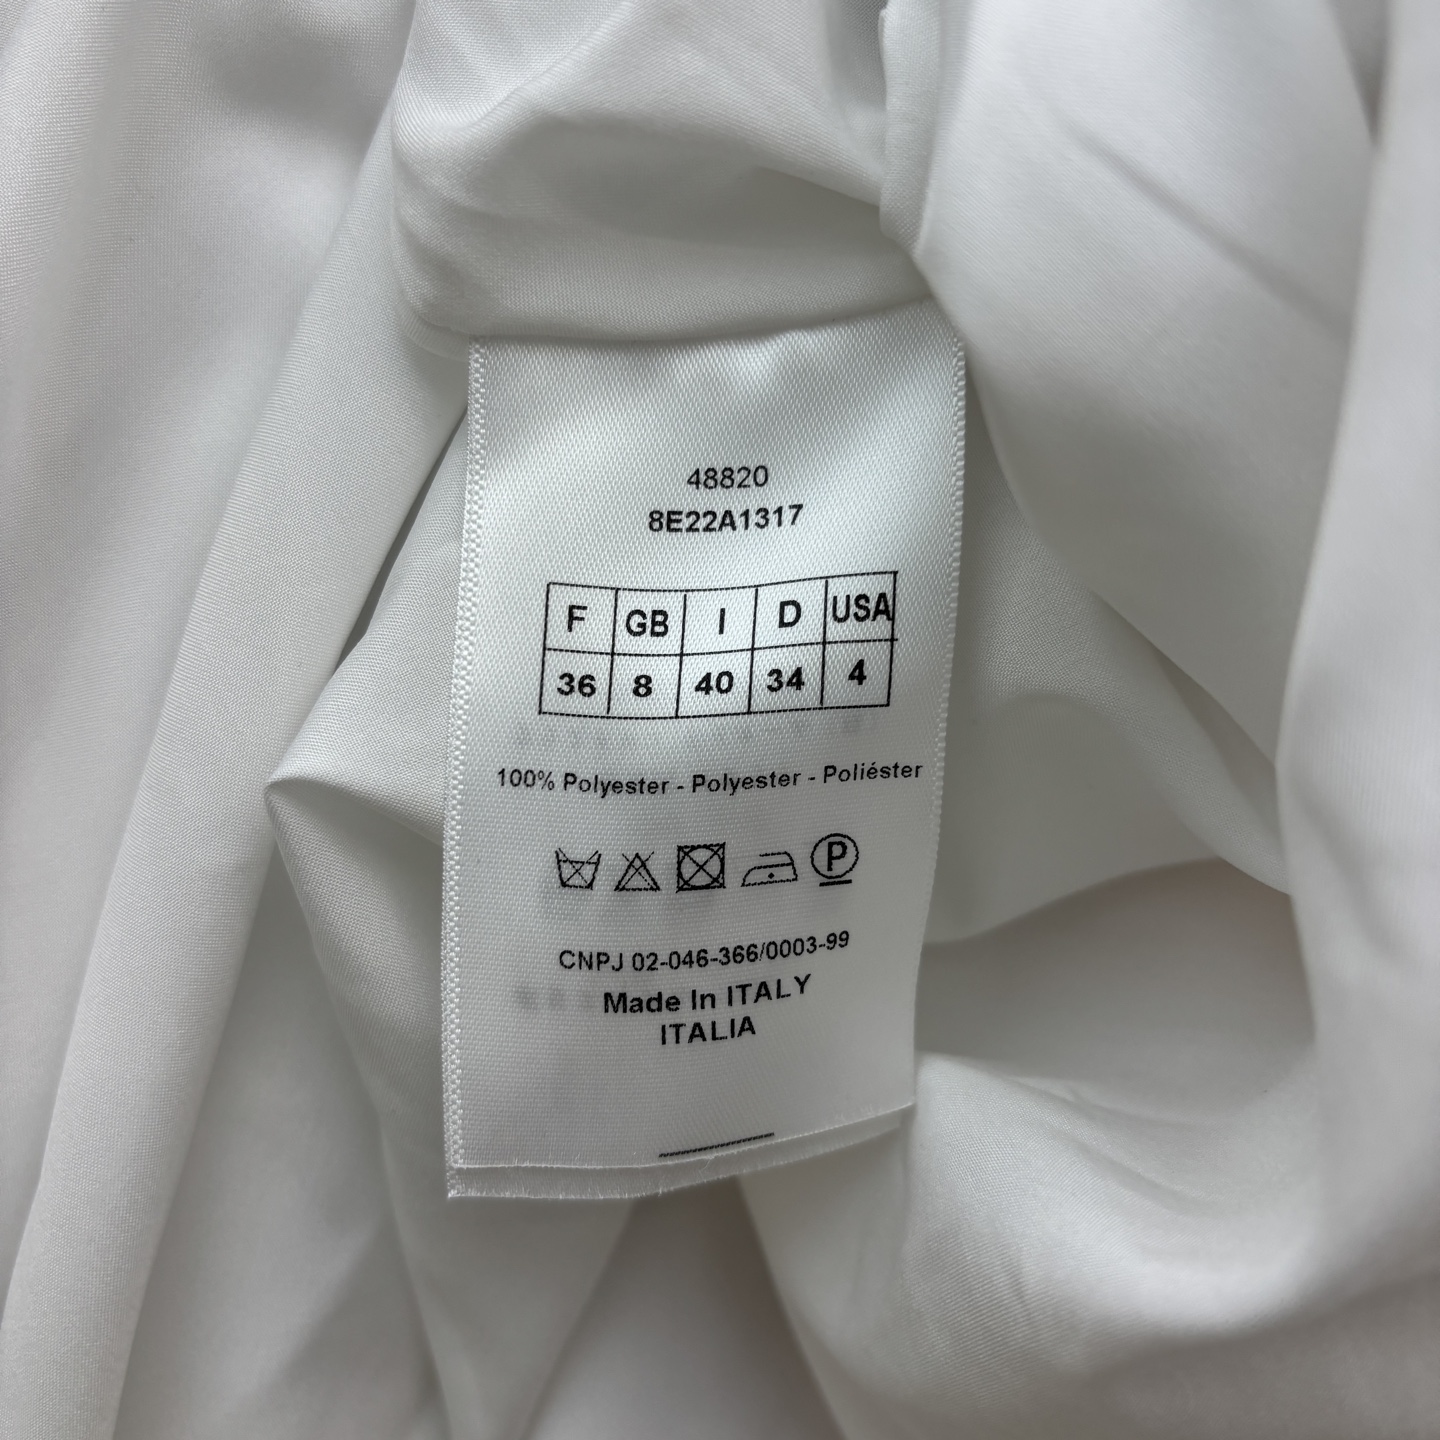 48820
8E22A1317
F GB I D USA
36 8 40 34 4
100% Polyester - Polyester - Poliéster
P
CNPJ 02-046-366/0003-99
Made In ITALY
ITALIA